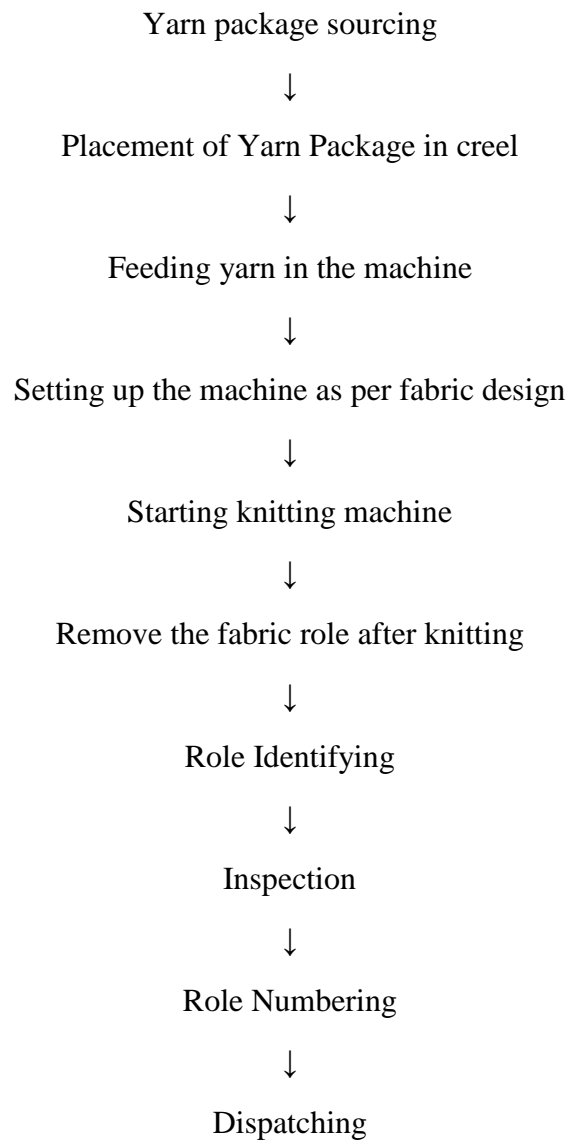 Yarn package sourcing
↓
Placement of Yarn Package in creel
↓
Feeding yarn in the machine
↓
Setting up the machine as per fabric design
↓
Starting knitting machine
↓
Remove the fabric role after knitting
↓
Role Identifying
↓
Inspection
↓
Role Numbering
↓
Dispatching